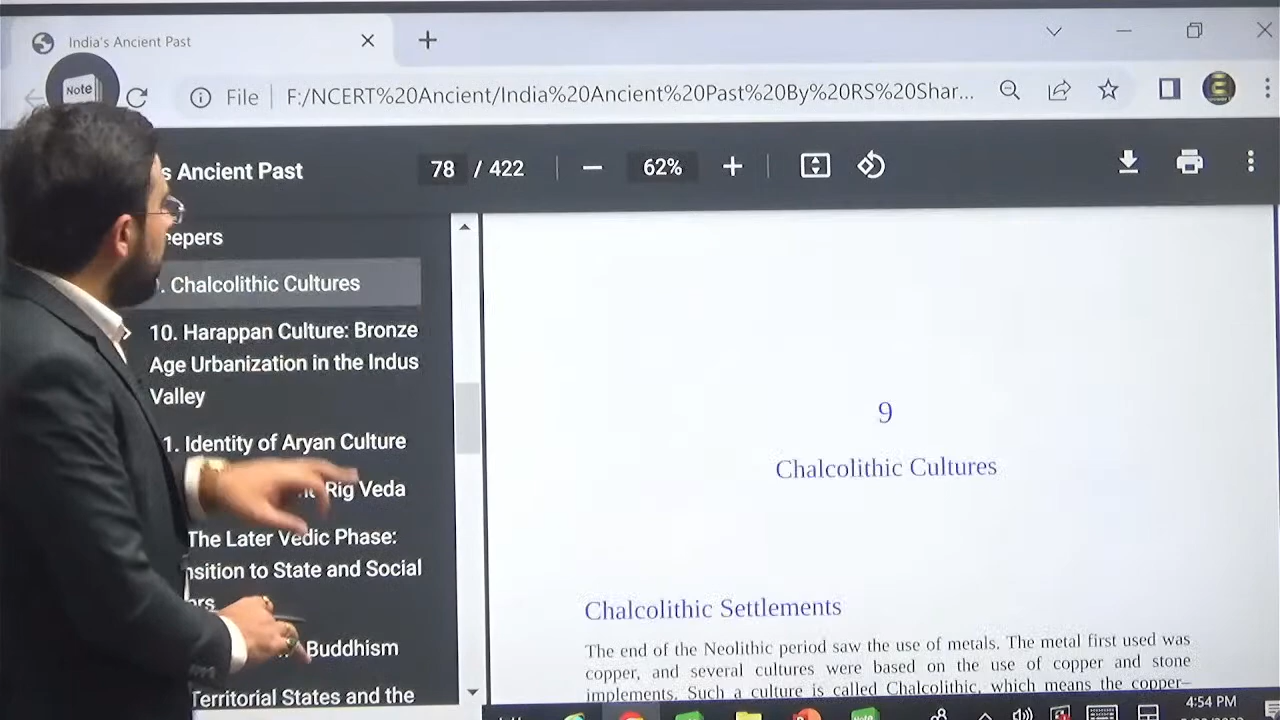 India's Ancient Past
Note
File
F:/NCERT%20Ancient/India%20Ancient%20Past%20By%20RS%20Shar...
s Ancient Past
78 / 422
62%
eepers
. Chalcolithic Cultures
10. Harappan Culture: Bronze
Age Urbanization in the Indus
Valley
1. Identity of Aryan Culture
Rig Veda
The Later Vedic Phase:
nsition to State and Social
ers
Buddhism
Territorial States and the
9
Chalcolithic Cultures
Chalcolithic Settlements
The end of the Neolithic period saw the use of metals. The metal first used was
copper, and several cultures were based on the use of copper and stone
implements. Such a culture is called Chalcolithic, which means the copper–
4:54 PM